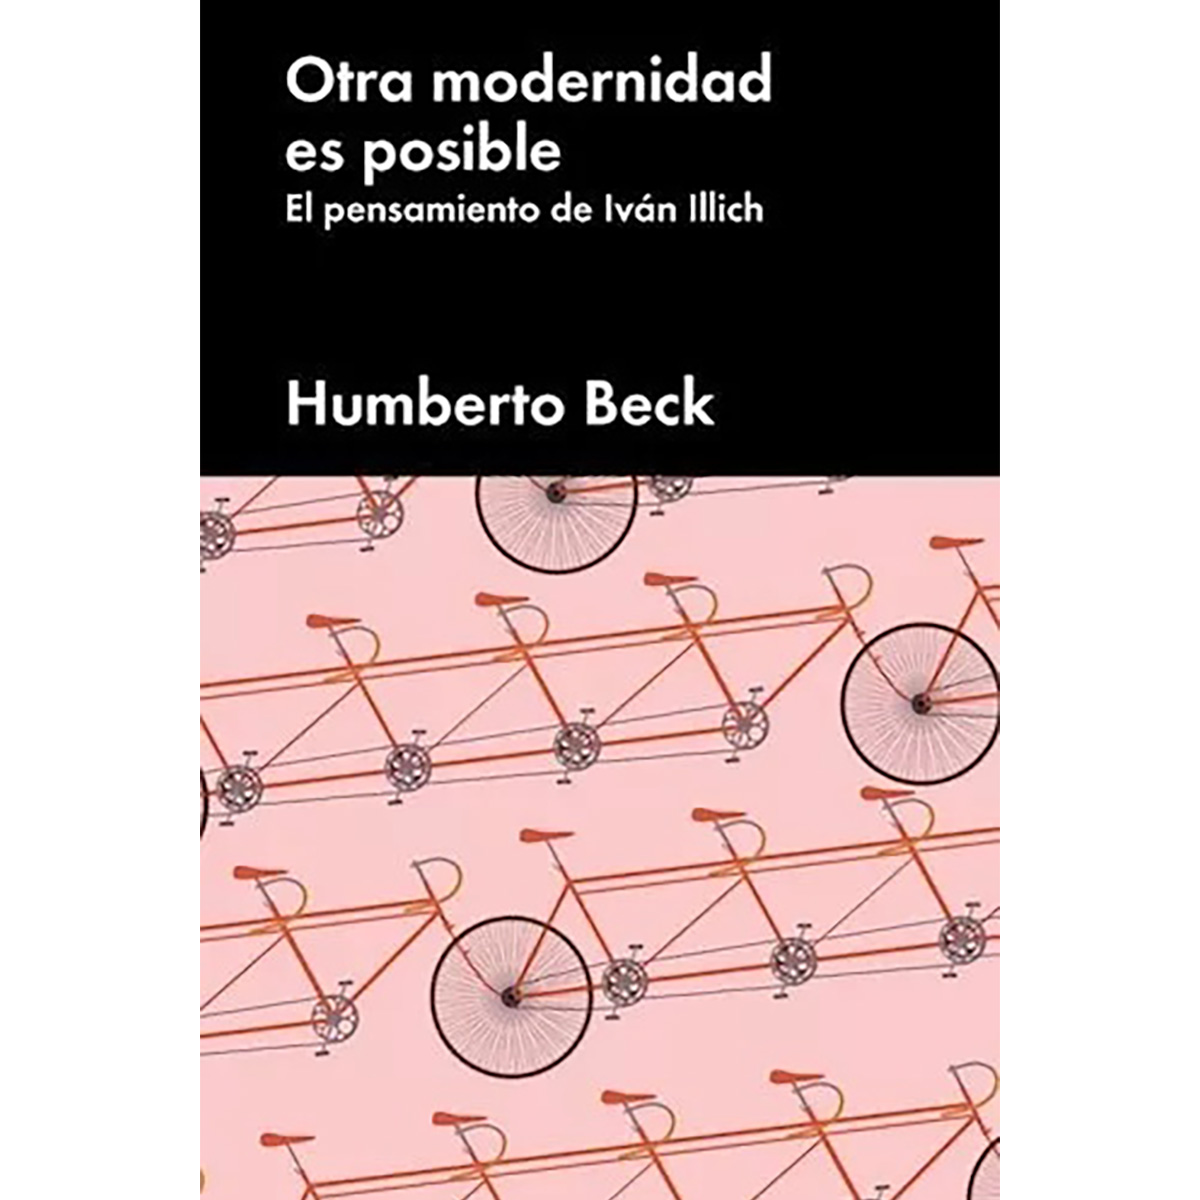 Otra modernidad
es posible
El pensamiento de Iván Illich
Humberto Beck